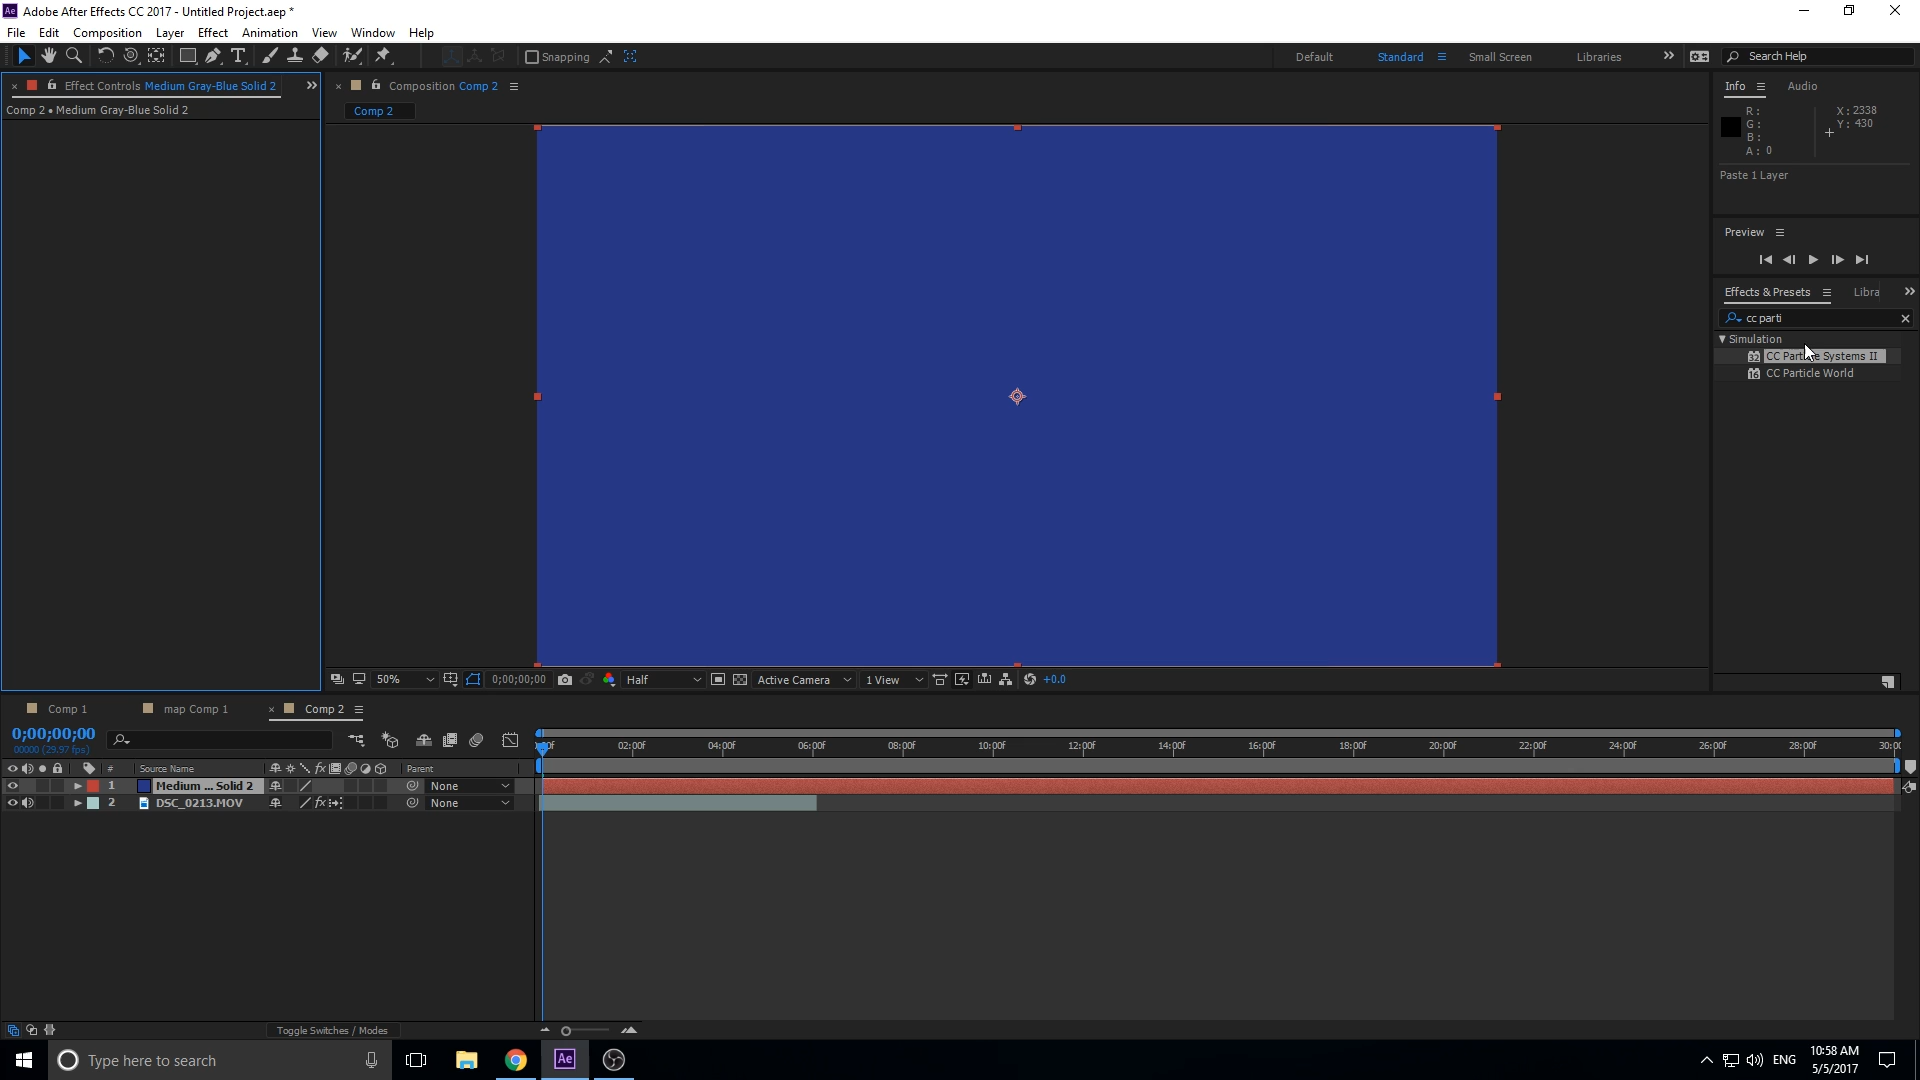 Adobe After Effects CC 2017 - Untitled Project.aep *
File Edit Composition Layer Effect Animation View Window Help
Snapping
Default Standard Small Screen Libraries
Search Help
Effect Controls Medium Gray-Blue Solid 2
Comp 2 • Medium Gray-Blue Solid 2
Composition Comp 2
Comp 2
Info Audio
R: X: 2338
G: Y: 430
B:
A: 0
Paste 1 Layer
Preview
Effects & Presets Libra
cc parti
Simulation
CC Systems II
CC Particle World
50% 0;00;00;00 Half Active Camera 1 View +0.0
Comp 1 map Comp 1 Comp 2
0;00;00;00
00000 (29.97 fps)
02:00f 04:00f 06:00f 08:00f 10:00f 12:00f 14:00f 16:00f 18:00f 20:00f 22:00f 24:00f 26:00f 28:00f
# Source Name fx Parent
1 Medium ... Solid 2 None
2 DSC_0213.MOV fx None
Toggle Switches / Modes
Type here to search
Ae
ENG
10:58 AM
5/5/2017